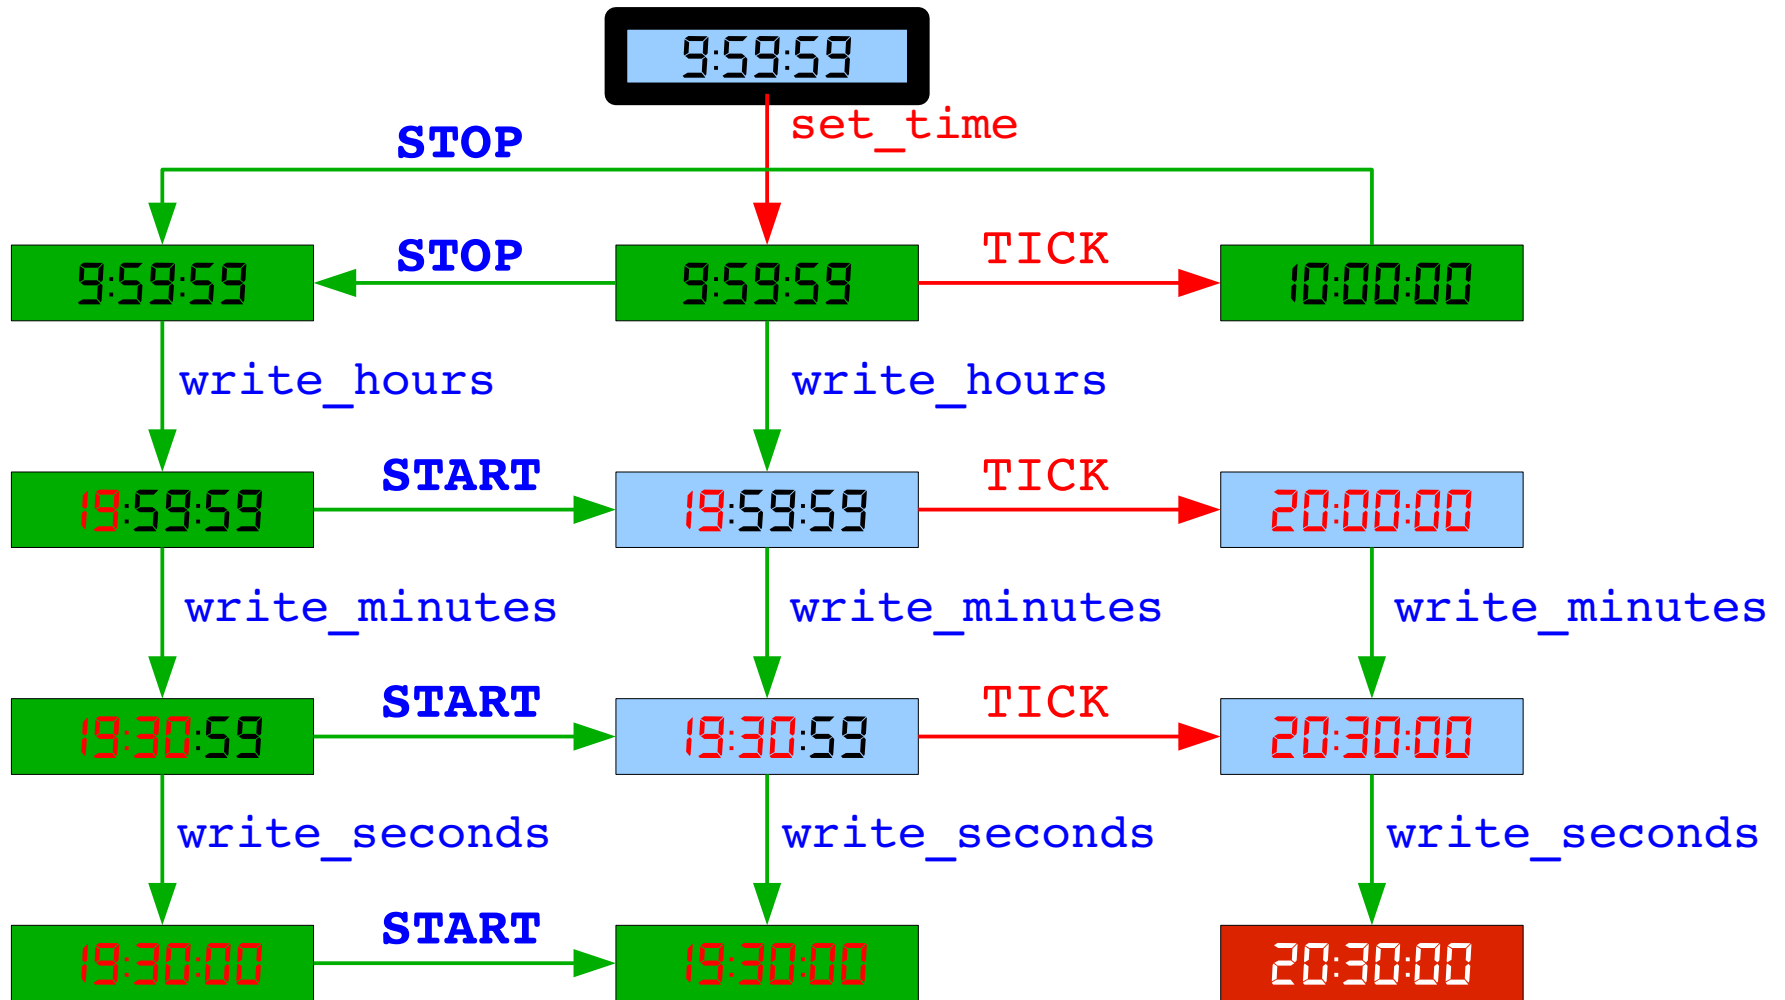 9:59:59
set_time
STOP
STOP
TICK
9:59:59
9:59:59
10:00:00
write_hours
write_hours
START
TICK
19:59:59
19:59:59
20:00:00
write_minutes
write_minutes
write_minutes
START
TICK
19:30:59
19:30:59
20:30:00
write_seconds
write_seconds
write_seconds
START
19:30:00
19:30:00
20:30:00